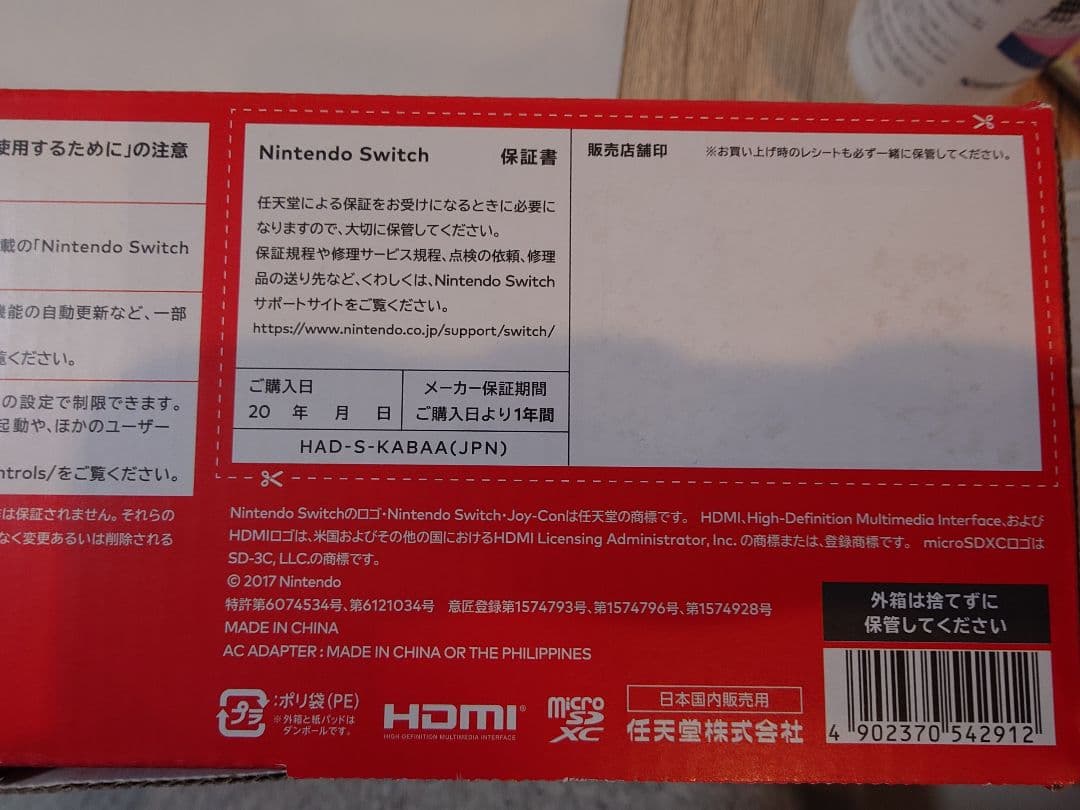 使用するために」の注意
載の「Nintendo Switch
機能の自動更新など、一部
覧ください。
の設定で制限できます。
起動や、ほかのユーザー
ntrols/をご覧ください。
は保証されません。それらの
なく変更あるいは削除される
Nintendo Switch 保証書
任天堂による保証をお受けになるときに必要に
なりますので、大切に保管してください。
保証規程や修理サービス規程、点検の依頼、修理
品の送り先など、くわしくは、Nintendo Switch
サポートサイトをご覧ください。
https://www.nintendo.co.jp/support/switch/
ご購入日
20 年 月 日
メーカー保証期間
ご購入日より1年間
HAD-S-KABAA(JPN)
販売店舗印 ※お買い上げ時のレシートも必ず一緒に保管してください。
Nintendo Switchのロゴ・Nintendo Switch・Joy-Conは任天堂の商標です。 HDMI、High-Definition Multimedia Interface、および
HDMIロゴは、米国およびその他の国におけるHDMI Licensing Administrator, Inc. の商標または、登録商標です。 microSDXCロゴは
SD-3C, LLC.の商標です。
© 2017 Nintendo
特許第6074534号、第6121034号 意匠登録第1574793号、第1574796号、第1574928号
MADE IN CHINA
AC ADAPTER : MADE IN CHINA OR THE PHILIPPINES
外箱は捨てずに
保管してください
プラ
:ポリ袋(PE)
※外箱と紙パッドは
ダンボールです。
HDMI®
HIGH-DEFINITION MULTIMEDIA INTERFACE
micro
SD
XC
日本国内販売用
任天堂株式会社
4 902370 542912